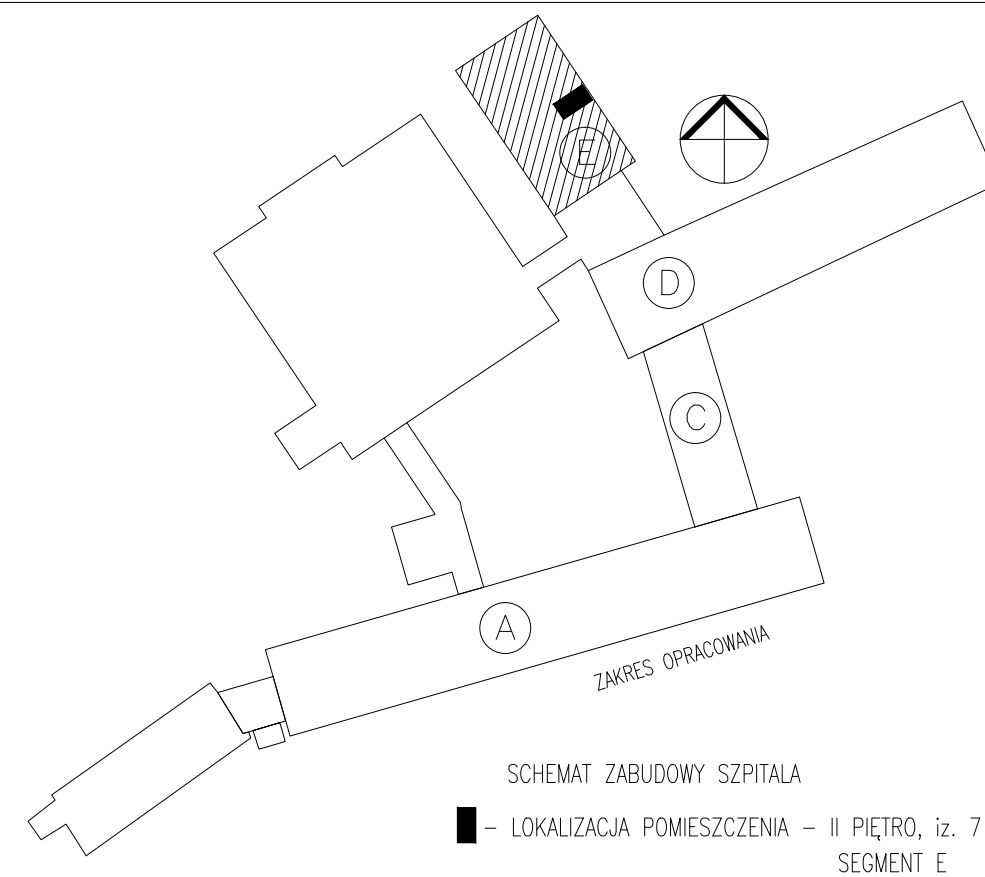 E
D
C
A
ZAKRES OPRACOWANIA
SCHEMAT ZABUDOWY SZPITALA
– LOKALIZACJA POMIESZCZENIA – II PIĘTRO, iz. 7
SEGMENT E